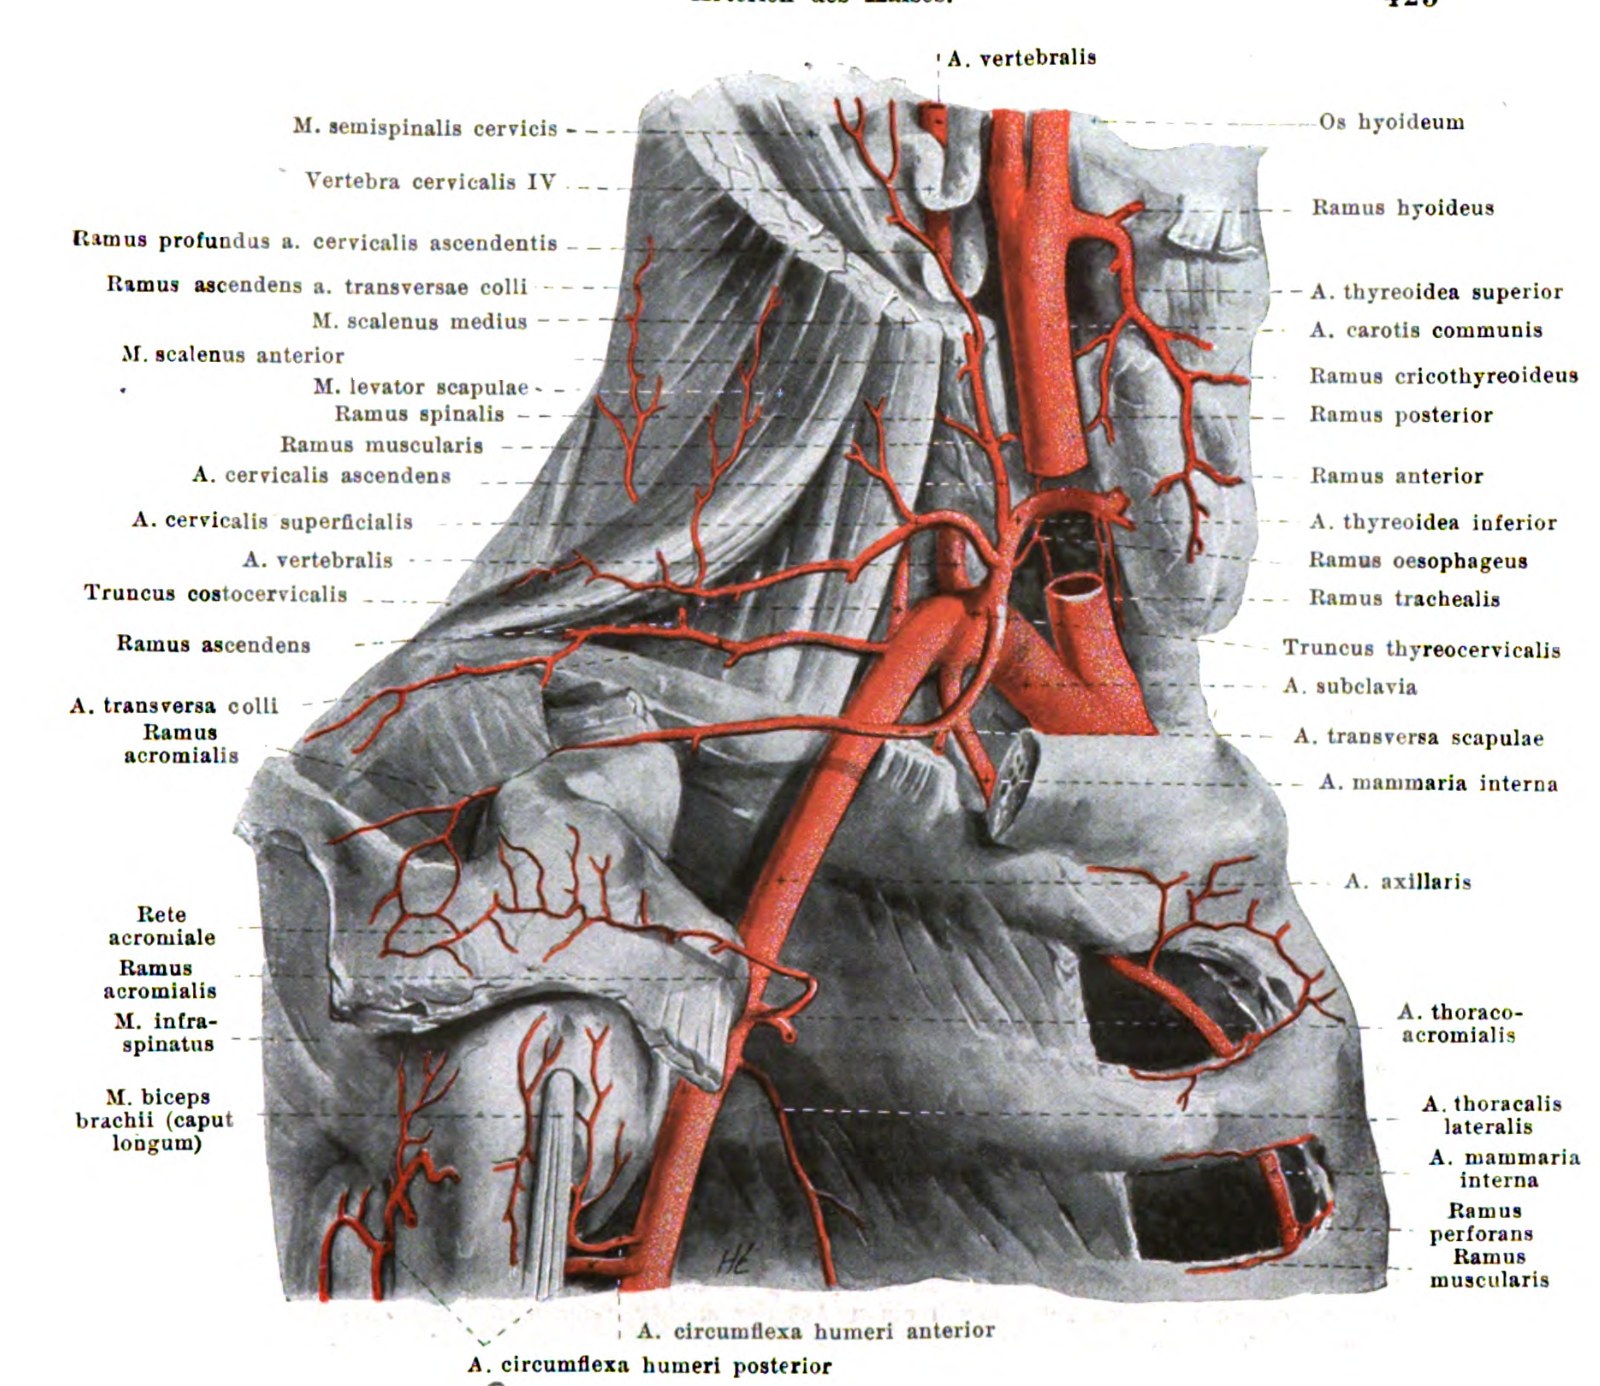 A. vertebralis
M. semispinalis cervicis
Vertebra cervicalis IV
Ramus profundus a. cervicalis ascendentis
Ramus ascendens a. transversae colli
M. scalenus medius
M. scalenus anterior
M. levator scapulae
Ramus spinalis
Ramus muscularis
A. cervicalis ascendens
A. cervicalis superficialis
A. vertebralis
Truncus costocervicalis
Ramus ascendens
A. transversa colli
Ramus
acromialis
Rete
acromiale
Ramus
acromialis
M. infra-
spinatus
M. biceps
brachii (caput
longum)
Os hyoideum
Ramus hyoideus
A. thyreoidea superior
A. carotis communis
Ramus cricothyreoideus
Ramus posterior
Ramus anterior
A. thyreoidea inferior
Ramus oesophageus
Ramus trachealis
Truncus thyreocervicalis
A. subclavia
A. transversa scapulae
A. mammaria interna
A. axillaris
A. thoraco-
acromialis
A. thoracalis
lateralis
A. mammaria
interna
Ramus
perforans
Ramus
muscularis
A. circumflexa humeri anterior
A. circumflexa humeri posterior